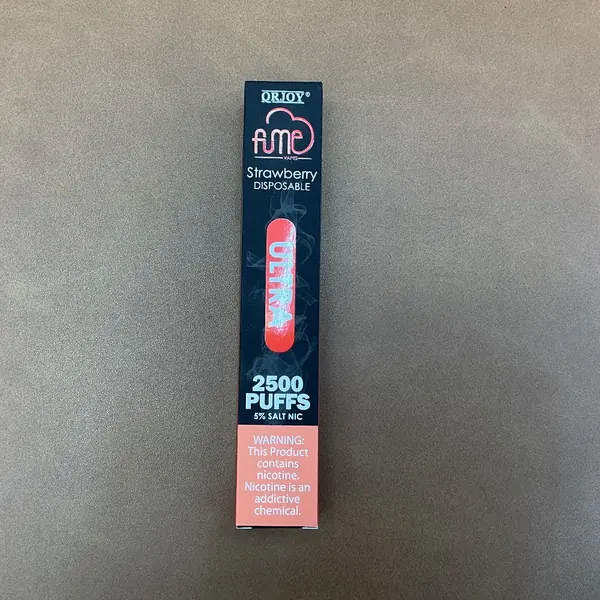 QRJOY®
fume
VAPES
Strawberry
DISPOSABLE
ULTRA
2500
PUFFS
5% SALT NIC
WARNING:
This Product
contains
nicotine.
Nicotine is an
addictive
chemical.